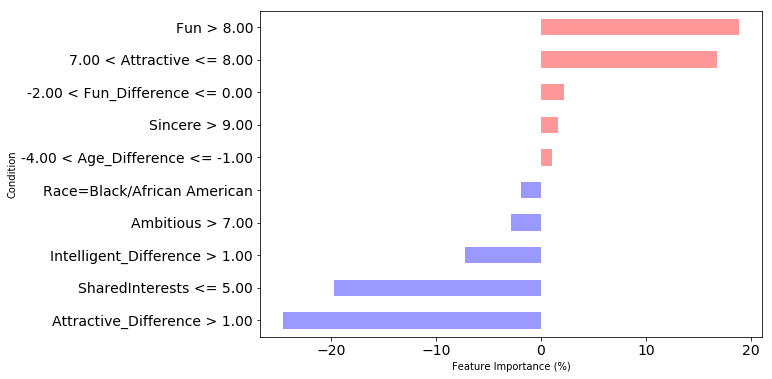 Fun > 8.00
7.00 < Attractive <= 8.00
-2.00 < Fun_Difference <= 0.00
Sincere > 9.00
-4.00 < Age_Difference <= -1.00
Race=Black/African American
Ambitious > 7.00
Intelligent_Difference > 1.00
SharedInterests <= 5.00
Attractive_Difference > 1.00
Condition
−20 −10 0 10 20
Feature Importance (%)